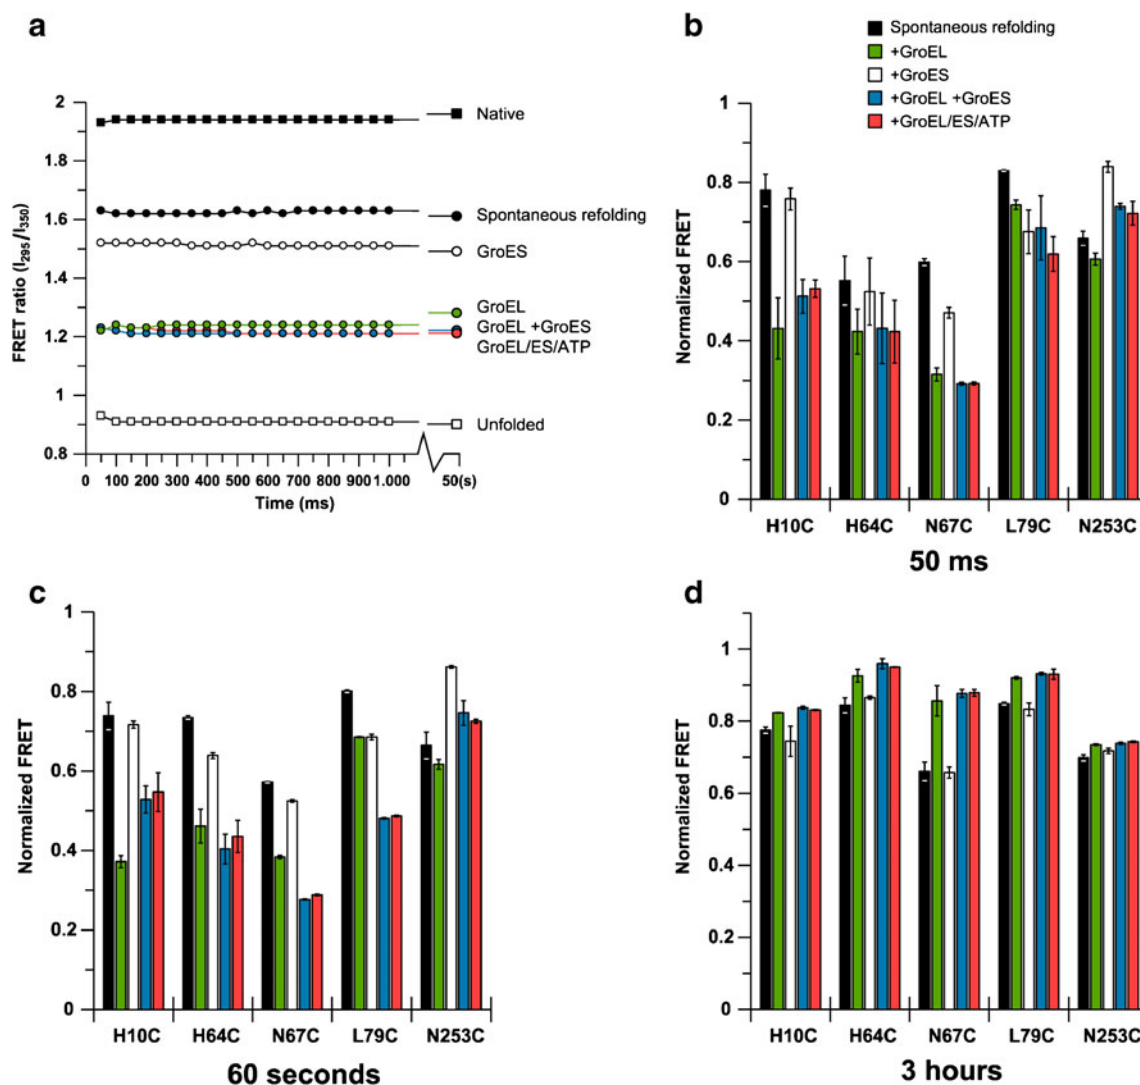 a
FRET ratio (I295/I350)
2
1.8
1.6
1.4
1.2
1
0.8
Native
Spontaneous refolding
GroES
GroEL
GroEL +GroES
GroEL/ES/ATP
Unfolded
0 100 200 300 400 500 600 700 800 900 1.000 50(s)
Time (ms)
b
Spontaneous refolding
+GroEL
+GroES
+GroEL +GroES
+GroEL/ES/ATP
Normalized FRET
1
0.8
0.6
0.4
0.2
0
H10C H64C N67C L79C N253C
50 ms
c
Normalized FRET
1
0.8
0.6
0.4
0.2
0
H10C H64C N67C L79C N253C
60 seconds
d
Normalized FRET
1
0.8
0.6
0.4
0.2
0
H10C H64C N67C L79C N253C
3 hours